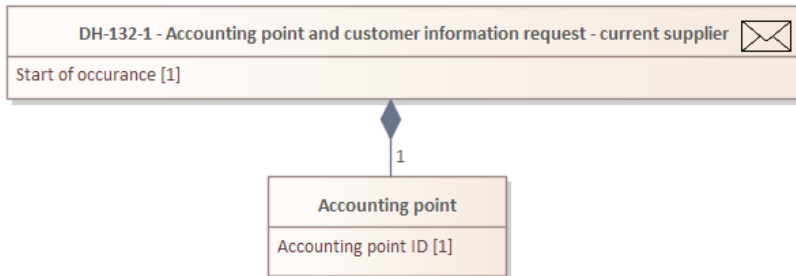 DH-132-1 - Accounting point and customer information request - current supplier
Start of occurance [1]
1
Accounting point
Accounting point ID [1]